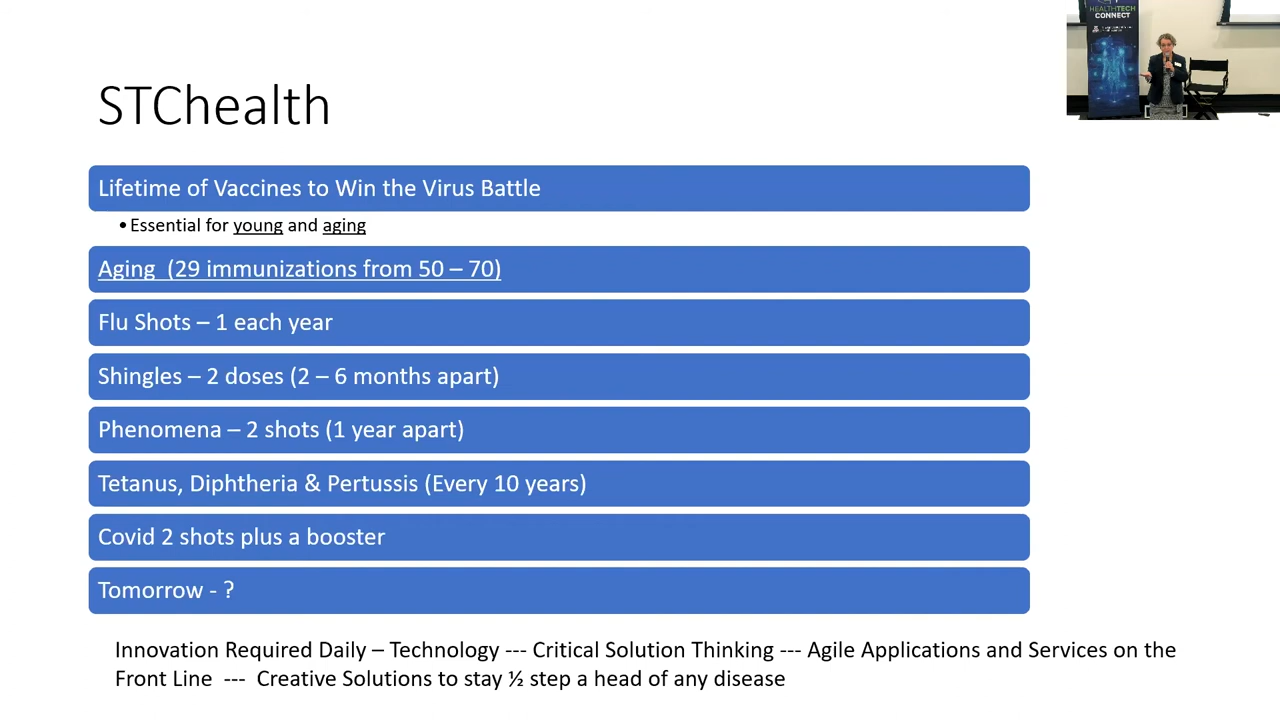 HEALTHTECH
CONNECT
STChealth
Lifetime of Vaccines to Win the Virus Battle
• Essential for young and aging
Aging  (29 immunizations from 50 – 70)
Flu Shots – 1 each year
Shingles – 2 doses (2 – 6 months apart)
Phenomena – 2 shots (1 year apart)
Tetanus, Diphtheria & Pertussis (Every 10 years)
Covid 2 shots plus a booster
Tomorrow - ?
Innovation Required Daily – Technology --- Critical Solution Thinking --- Agile Applications and Services on the
Front Line  ---  Creative Solutions to stay ½ step a head of any disease